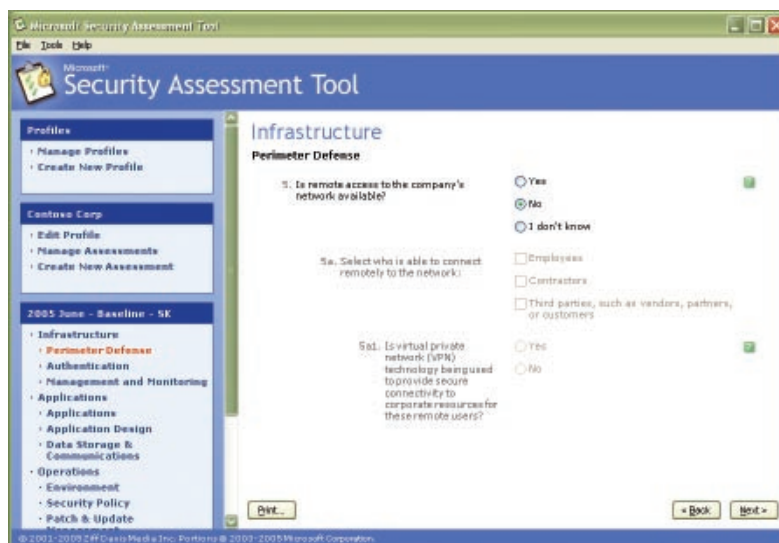 Microsoft Security Assessment Tool
File Tools Help
Microsoft
Security Assessment Tool
Profiles
Manage Profiles
Create New Profile
Contoso Corp
Edit Profile
Manage Assessments
Create New Assessment
2005 June - Baseline - SK
Infrastructure
Perimeter Defense
Authentication
Management and Monitoring
Applications
Applications
Application Design
Data Storage &
Communications
Operations
Environment
Security Policy
Patch & Update
Management
Infrastructure
Perimeter Defense
5. Is remote access to the company's
network available?
Yes
No
I don't know
5a. Select who is able to connect
remotely to the network:
Employees
Contractors
Third parties, such as vendors, partners,
or customers
5a1. Is virtual private
network (VPN)
technology being used
to provide secure
connectivity to
corporate resources for
these remote users?
Yes
No
Print...
< Back
Next >
© 2001-2005 Ziff Davis Media Inc. Portions © 2003-2005 Microsoft Corporation.